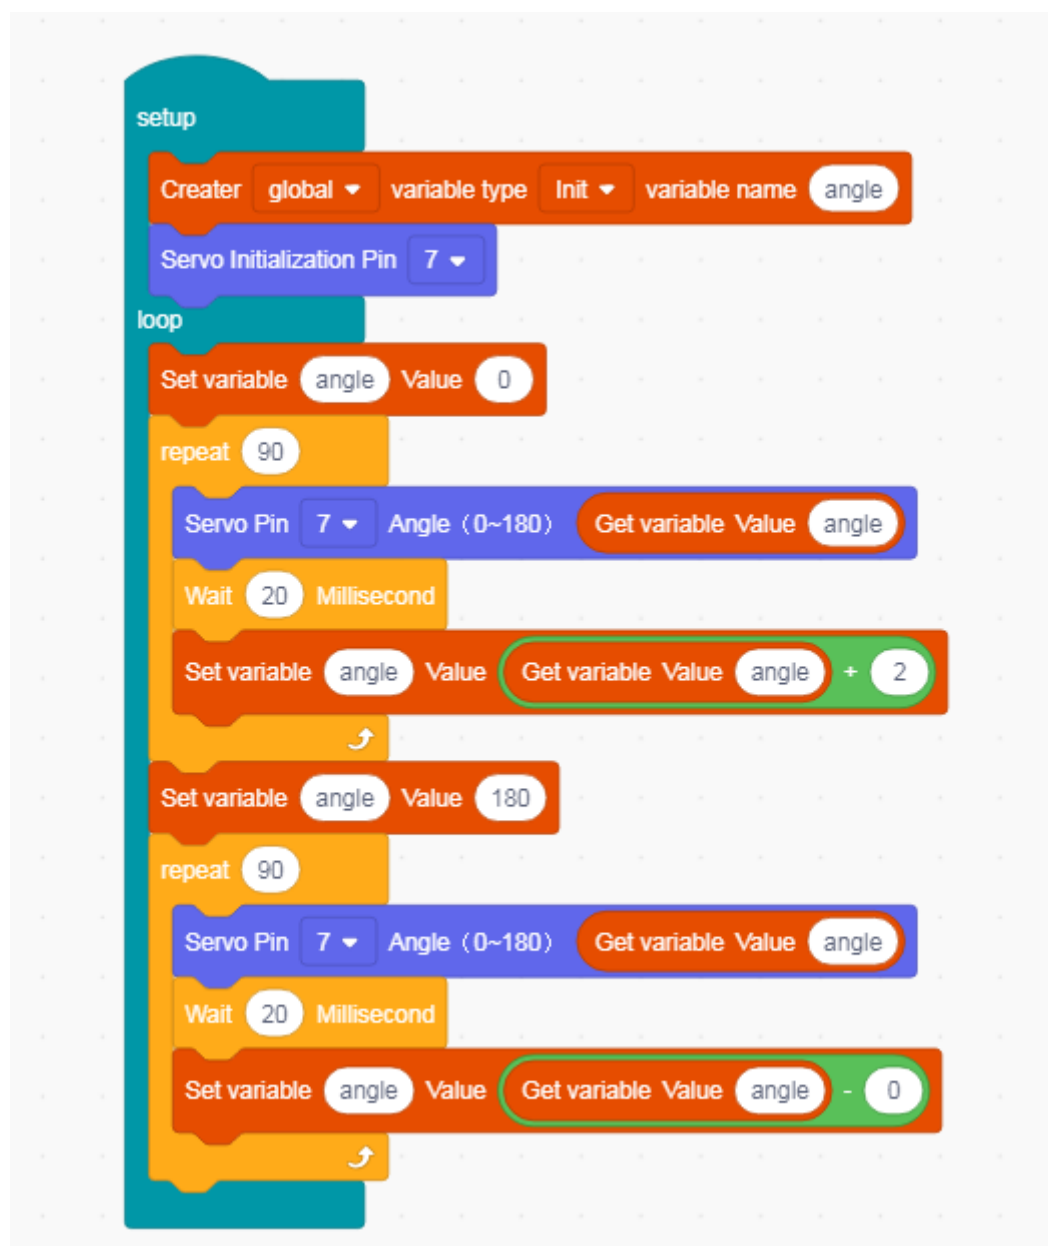 setup
Creater global variable type Init variable name angle
Servo Initialization Pin 7
loop
Set variable angle Value 0
repeat 90
Servo Pin 7 Angle（0~180） Get variable Value angle
Wait 20 Millisecond
Set variable angle Value Get variable Value angle + 2
Set variable angle Value 180
repeat 90
Servo Pin 7 Angle（0~180） Get variable Value angle
Wait 20 Millisecond
Set variable angle Value Get variable Value angle - 0